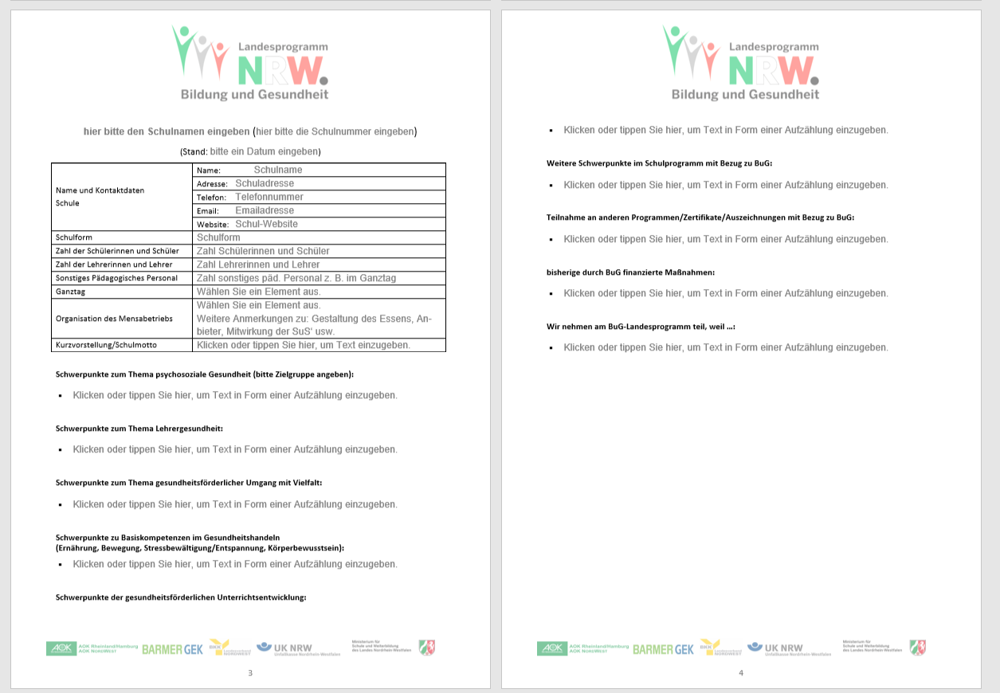 Landesprogramm
NRW.
Bildung und Gesundheit
hier bitte den Schulnamen eingeben (hier bitte die Schulnummer eingeben)
(Stand: bitte ein Datum eingeben)
Name und Kontaktdaten
Schule
Name: Schulname
Adresse: Schuladresse
Telefon: Telefonnummer
Email: Emailadresse
Website: Schul-Website
Schulform Schulform
Zahl der Schülerinnen und Schüler Zahl Schülerinnen und Schüler
Zahl der Lehrerinnen und Lehrer Zahl Lehrerinnen und Lehrer
Sonstiges Pädagogisches Personal Zahl sonstiges päd. Personal z. B. im Ganztag
Ganztag Wählen Sie ein Element aus.
Organisation des Mensabetriebs
Wählen Sie ein Element aus.
Weitere Anmerkungen zu: Gestaltung des Essens, An-
bieter, Mitwirkung der SuS' usw.
Kurzvorstellung/Schulmotto Klicken oder tippen Sie hier, um Text einzugeben.
Schwerpunkte zum Thema psychosoziale Gesundheit (bitte Zielgruppe angeben):
▪ Klicken oder tippen Sie hier, um Text in Form einer Aufzählung einzugeben.
Schwerpunkte zum Thema Lehrergesundheit:
▪ Klicken oder tippen Sie hier, um Text in Form einer Aufzählung einzugeben.
Schwerpunkte zum Thema gesundheitsförderlicher Umgang mit Vielfalt:
▪ Klicken oder tippen Sie hier, um Text in Form einer Aufzählung einzugeben.
Schwerpunkte zu Basiskompetenzen im Gesundheitshandeln
(Ernährung, Bewegung, Stressbewältigung/Entspannung, Körperbewusstsein):
▪ Klicken oder tippen Sie hier, um Text in Form einer Aufzählung einzugeben.
Schwerpunkte der gesundheitsförderlichen Unterrichtsentwicklung:
AOK AOK Rheinland/Hamburg
AOK NORDWEST
BARMER GEK
BKK Landesverband
NORDWEST
UK NRW
Unfallkasse Nordrhein-Westfalen
Ministerium für
Schule und Weiterbildung
des Landes Nordrhein-Westfalen
3
Landesprogramm
NRW.
Bildung und Gesundheit
▪ Klicken oder tippen Sie hier, um Text in Form einer Aufzählung einzugeben.
Weitere Schwerpunkte im Schulprogramm mit Bezug zu BuG:
▪ Klicken oder tippen Sie hier, um Text in Form einer Aufzählung einzugeben.
Teilnahme an anderen Programmen/Zertifikate/Auszeichnungen mit Bezug zu BuG:
▪ Klicken oder tippen Sie hier, um Text in Form einer Aufzählung einzugeben.
bisherige durch BuG finanzierte Maßnahmen:
▪ Klicken oder tippen Sie hier, um Text in Form einer Aufzählung einzugeben.
Wir nehmen am BuG-Landesprogramm teil, weil …:
▪ Klicken oder tippen Sie hier, um Text in Form einer Aufzählung einzugeben.
AOK AOK Rheinland/Hamburg
AOK NORDWEST
BARMER GEK
BKK Landesverband
NORDWEST
UK NRW
Unfallkasse Nordrhein-Westfalen
Ministerium für
Schule und Weiterbildung
des Landes Nordrhein-Westfalen
4